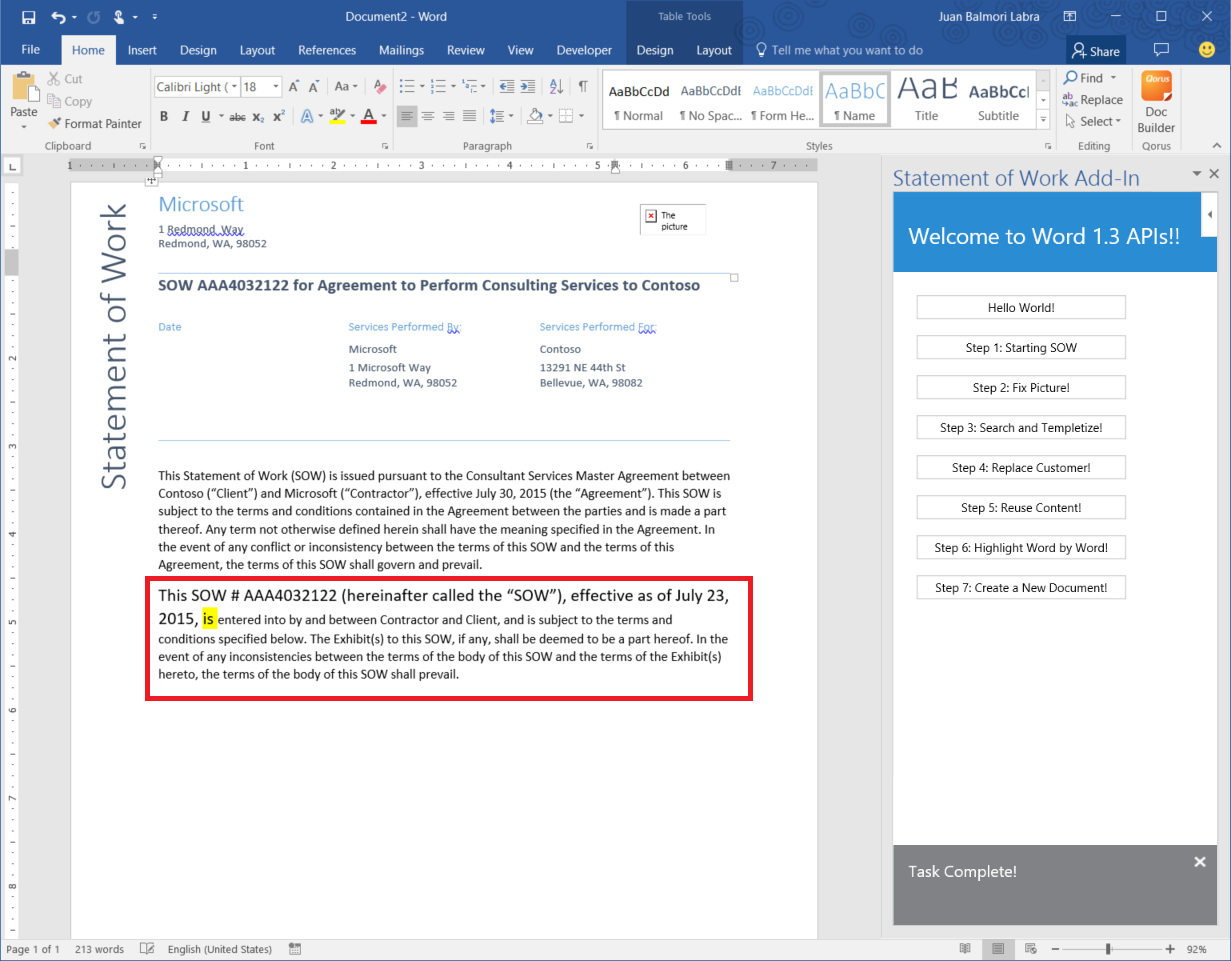 Document2 - Word
Table Tools
Juan Balmori Labra
File Home Insert Design Layout References Mailings Review View Developer Design Layout Tell me what you want to do Share
Paste
Cut
Copy
Format Painter
Clipboard
Calibri Light ( 18
Font
Paragraph
AaBbCcDd
¶ Normal
AaBbCcDdE
¶ No Spac...
AaBbCcDdE
¶ Form He...
AaBbC
¶ Name
AaB
Title
AaBbCcI
Subtitle
Styles
Find
Replace
Select
Editing
Qorus
Doc
Builder
Qorus
1 1 2 3 4 5 6 7
Statement of Work
Microsoft
1 Redmond Way
Redmond, WA, 98052
The
picture
SOW AAA4032122 for Agreement to Perform Consulting Services to Contoso
Date
Services Performed By:
Services Performed For:
Microsoft
Contoso
1 Microsoft Way
13291 NE 44th St
Redmond, WA, 98052
Bellevue, WA, 98082
This Statement of Work (SOW) is issued pursuant to the Consultant Services Master Agreement between
Contoso (“Client”) and Microsoft (“Contractor”), effective July 30, 2015 (the “Agreement”). This SOW is
subject to the terms and conditions contained in the Agreement between the parties and is made a part
thereof. Any term not otherwise defined herein shall have the meaning specified in the Agreement. In
the event of any conflict or inconsistency between the terms of this SOW and the terms of this
Agreement, the terms of this SOW shall govern and prevail.
This SOW # AAA4032122 (hereinafter called the “SOW”), effective as of July 23,
2015, is entered into by and between Contractor and Client, and is subject to the terms and
conditions specified below. The Exhibit(s) to this SOW, if any, shall be deemed to be a part hereof. In the
event of any inconsistencies between the terms of the body of this SOW and the terms of the Exhibit(s)
hereto, the terms of the body of this SOW shall prevail.
2
3
4
5
6
7
8
Statement of Work Add-In
Welcome to Word 1.3 APIs!!
Hello World!
Step 1: Starting SOW
Step 2: Fix Picture!
Step 3: Search and Templetize!
Step 4: Replace Customer!
Step 5: Reuse Content!
Step 6: Highlight Word by Word!
Step 7: Create a New Document!
Task Complete!
Page 1 of 1 213 words English (United States) 92%